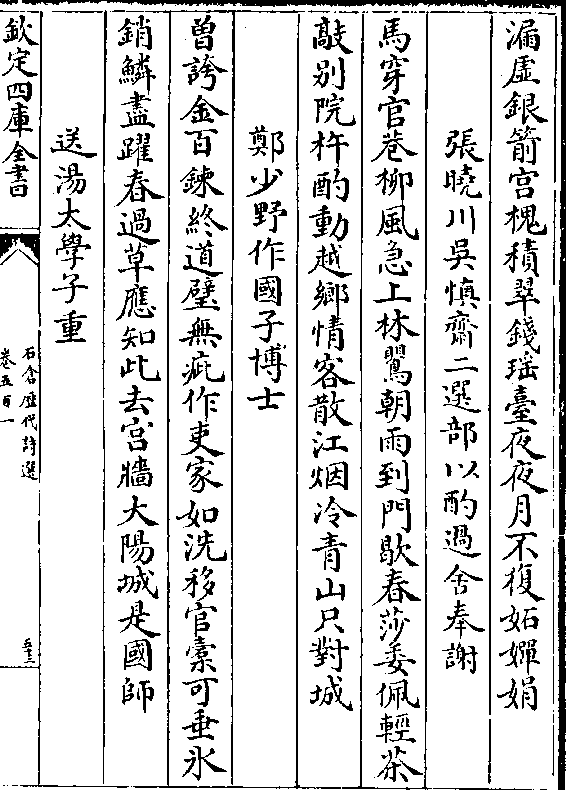 漏虛銀箭宫槐積翠錢瑶臺夜夜月不復妬嬋娟
張曉川吳慎齋二選部以酌過舍奉謝
馬穿官巷柳風急上林鶯朝雨到門歇春莎委佩輕茶
敲别院杵酌動越鄉情客散江烟冷青山只對城
鄭少野作國子博士
曽誇金百鍊終道璧無疵作吏家如洗移官槖可垂氷
銷鱗盡躍春過草應知此去宫牆大陽城是國師
送湯太學子重
欽定四庫全書
石倉歴代詩選
卷五百一
五十三